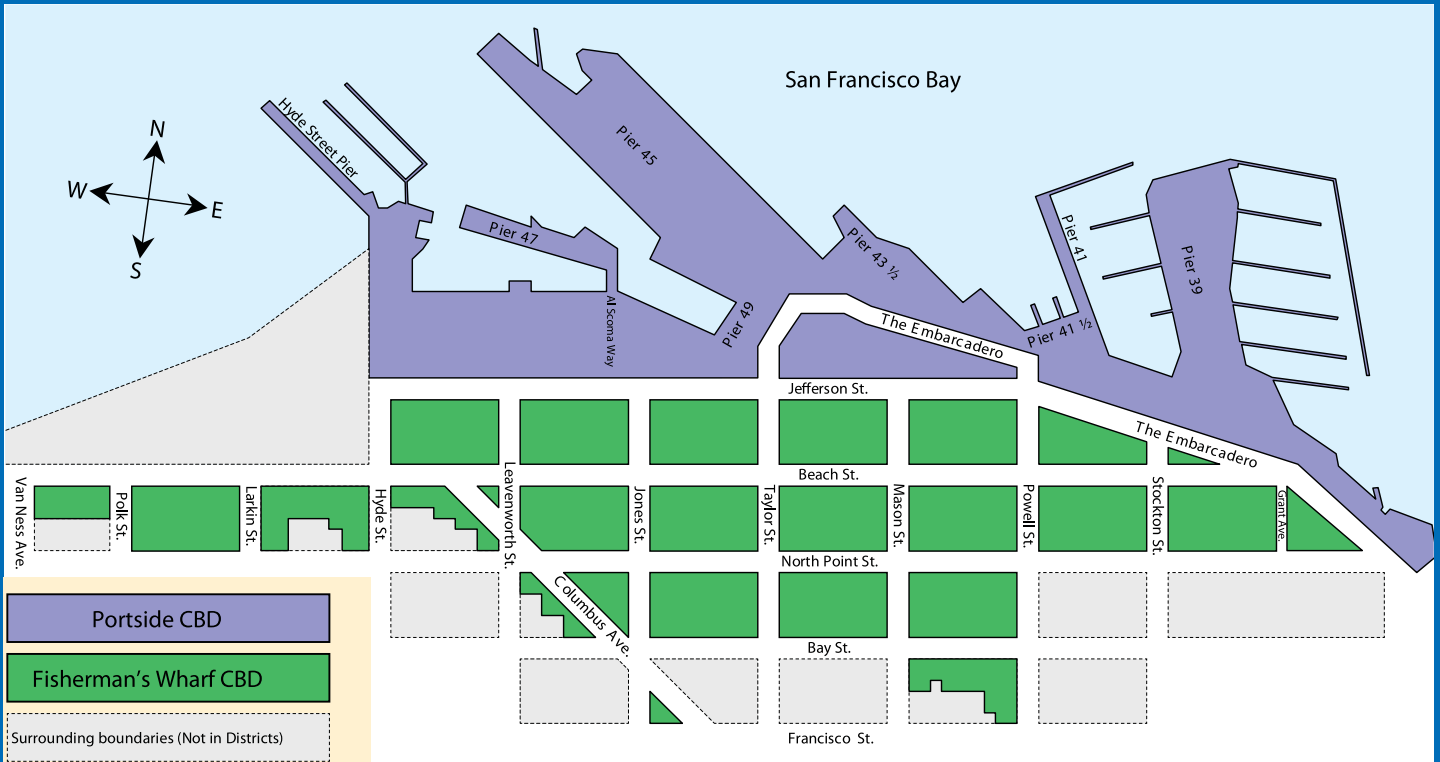 San Francisco Bay
N
W
E
S
Hyde Street Pier
Pier 45
Pier 47
Pier 43 ½
Pier 41
Pier 39
Al Scoma Way
Pier 49
The Embarcadero
Pier 41 ½
Jefferson St.
The Embarcadero
Beach St.
Van Ness Ave.
Polk St.
Larkin St.
Hyde St.
Leavenworth St.
Jones St.
Taylor St.
Mason St.
Powell St.
Stockton St.
Grant Ave.
North Point St.
Columbus Ave.
Bay St.
Francisco St.
Portside CBD
Fisherman's Wharf CBD
Surrounding boundaries (Not in Districts)